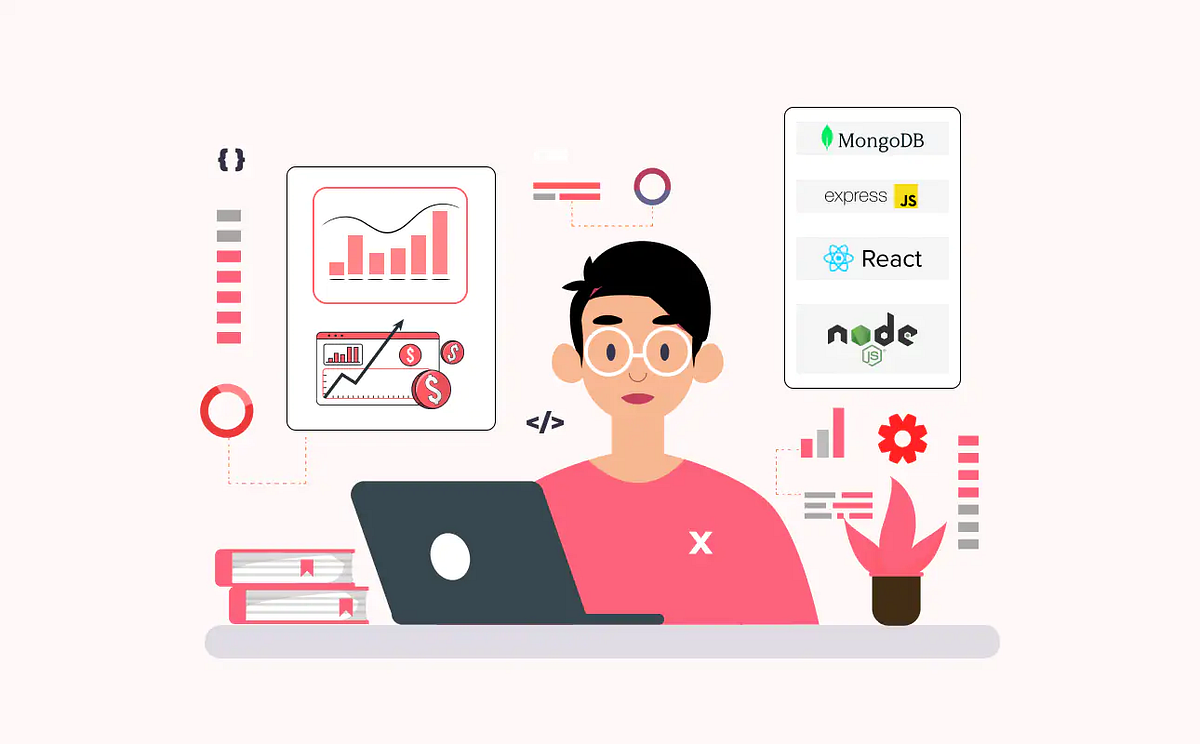 { }
MongoDB
express JS
React
node
JS
$
$
$
</>
X